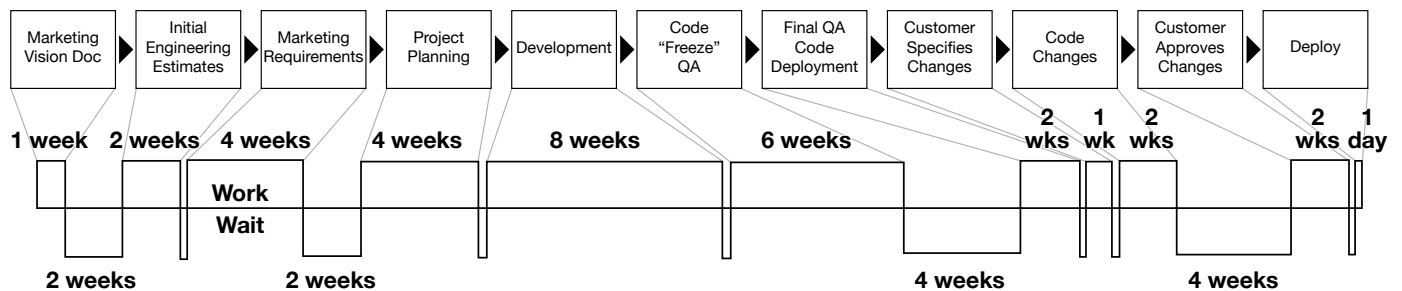 Marketing
Vision Doc
Initial
Engineering
Estimates
Marketing
Requirements
Project
Planning
Development
Code
“Freeze”
QA
Final QA
Code
Deployment
Customer
Specifies
Changes
Code
Changes
Customer
Approves
Changes
Deploy
1 week
2 weeks
4 weeks
4 weeks
8 weeks
6 weeks
2
wks
1
wk
2
wks
2
wks
1
day
Work
Wait
2 weeks
2 weeks
4 weeks
4 weeks